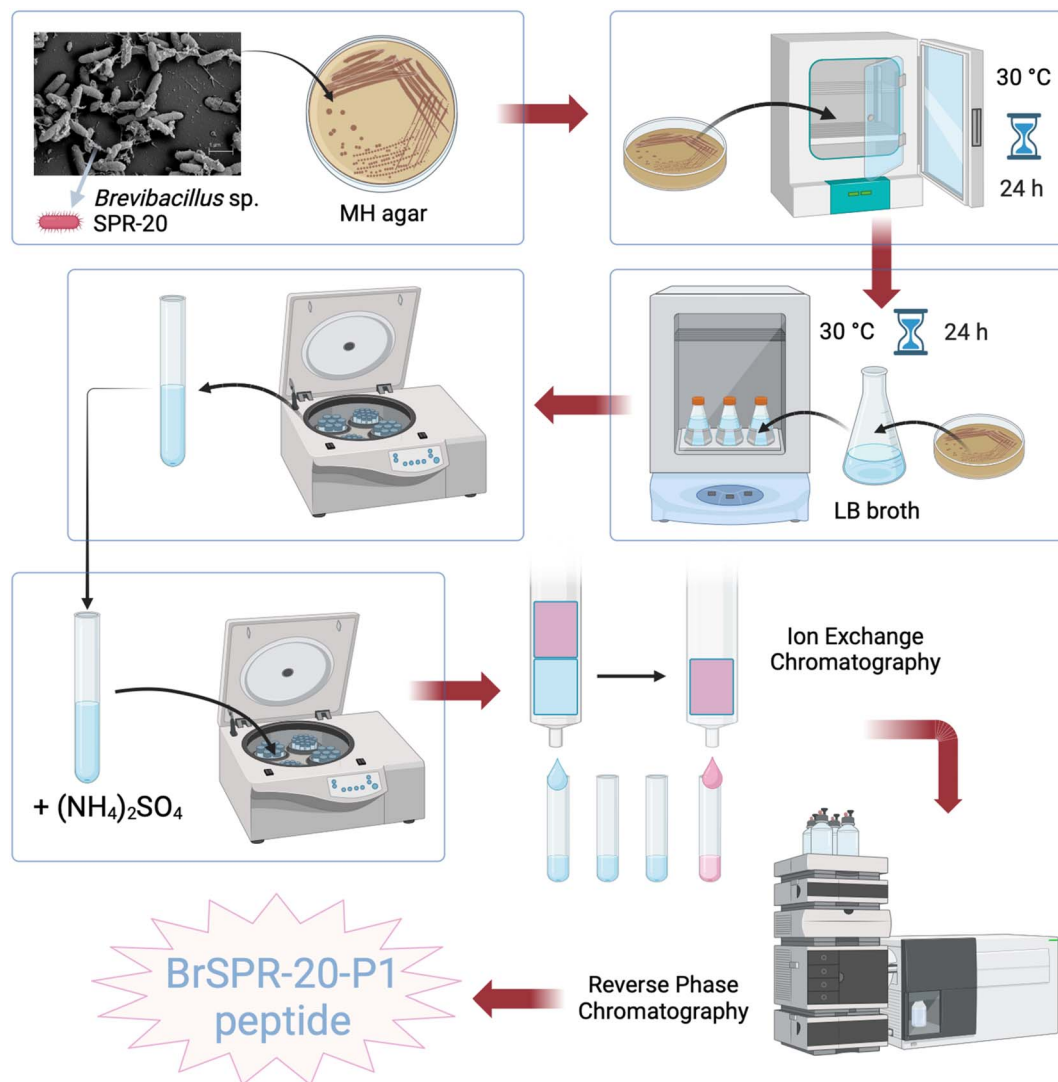 Brevibacillus sp.
SPR-20
MH agar
30 °C
24 h
30 °C
24 h
LB broth
+ (NH₄)₂SO₄
Ion Exchange
Chromatography
Reverse Phase
Chromatography
BrSPR-20-P1
peptide